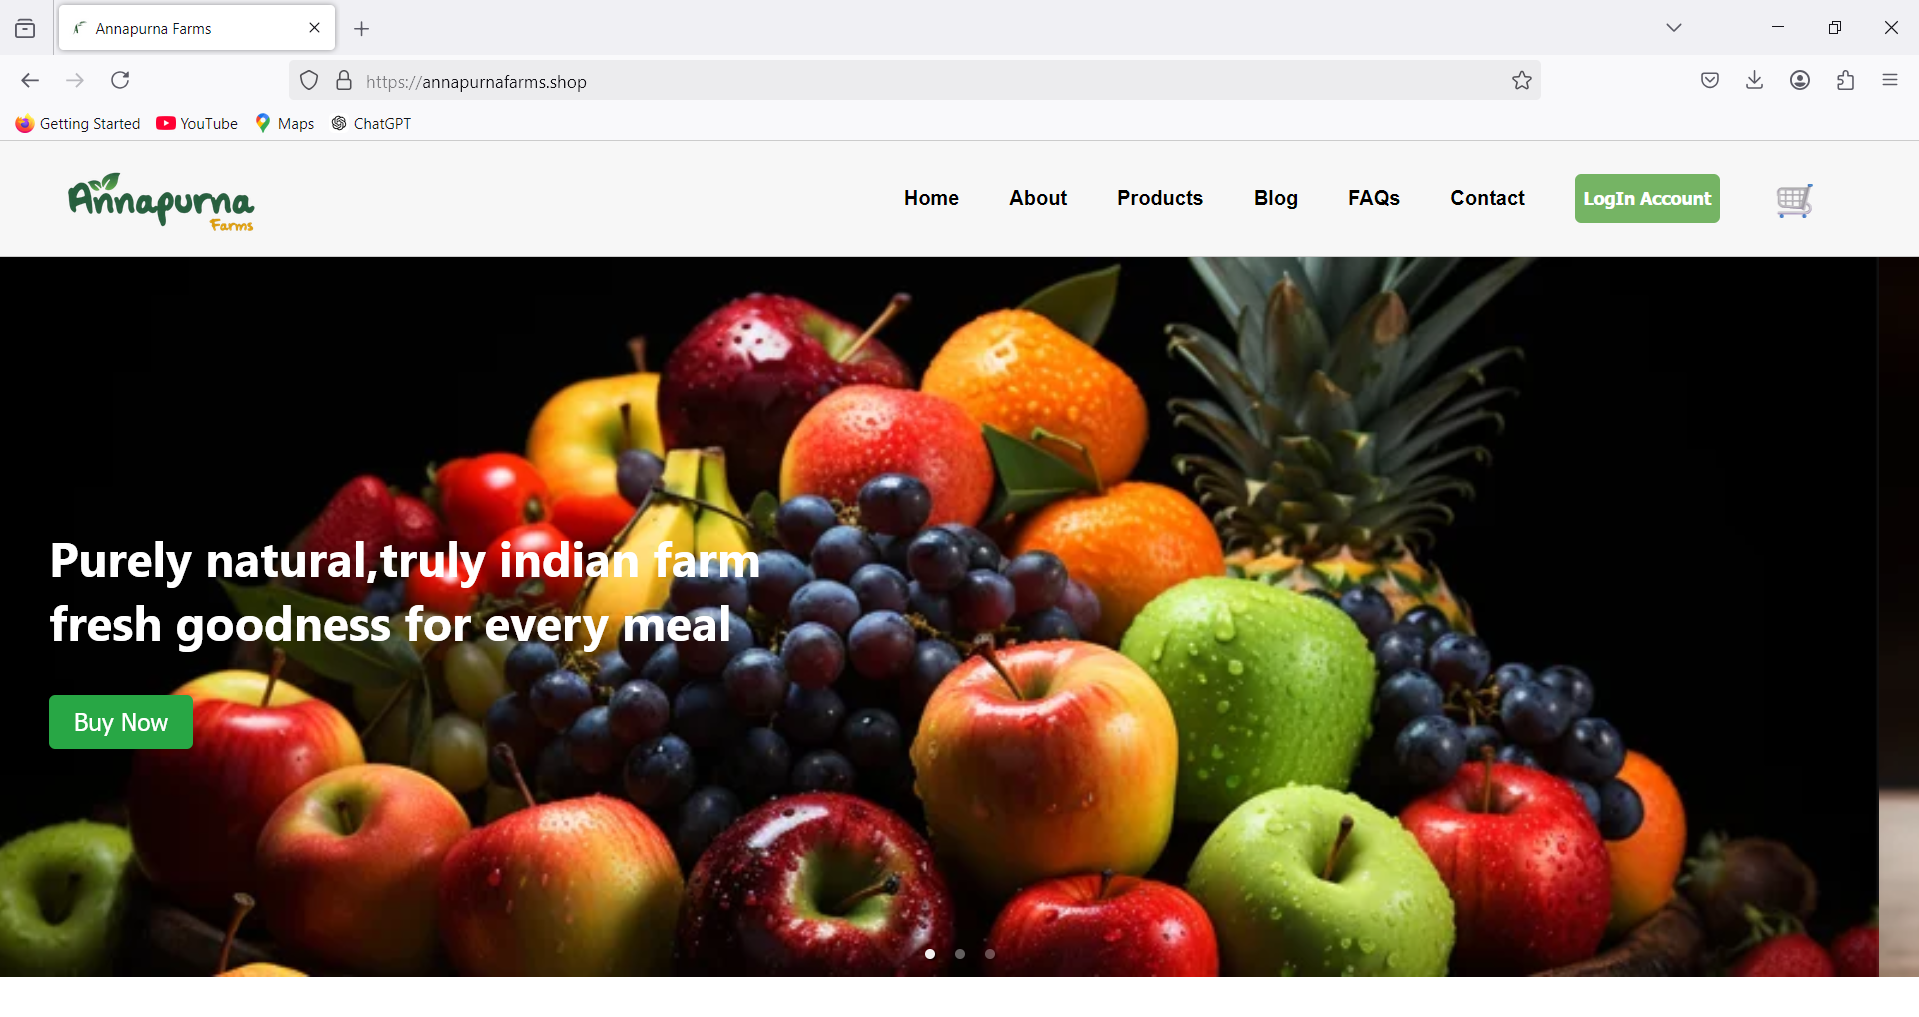 Annapurna Farms
https://annapurnafarms.shop
Getting Started YouTube Maps ChatGPT
Annapurna
Farms
Home About Products Blog FAQs Contact LogIn Account
Purely natural,truly indian farm
fresh goodness for every meal
Buy Now